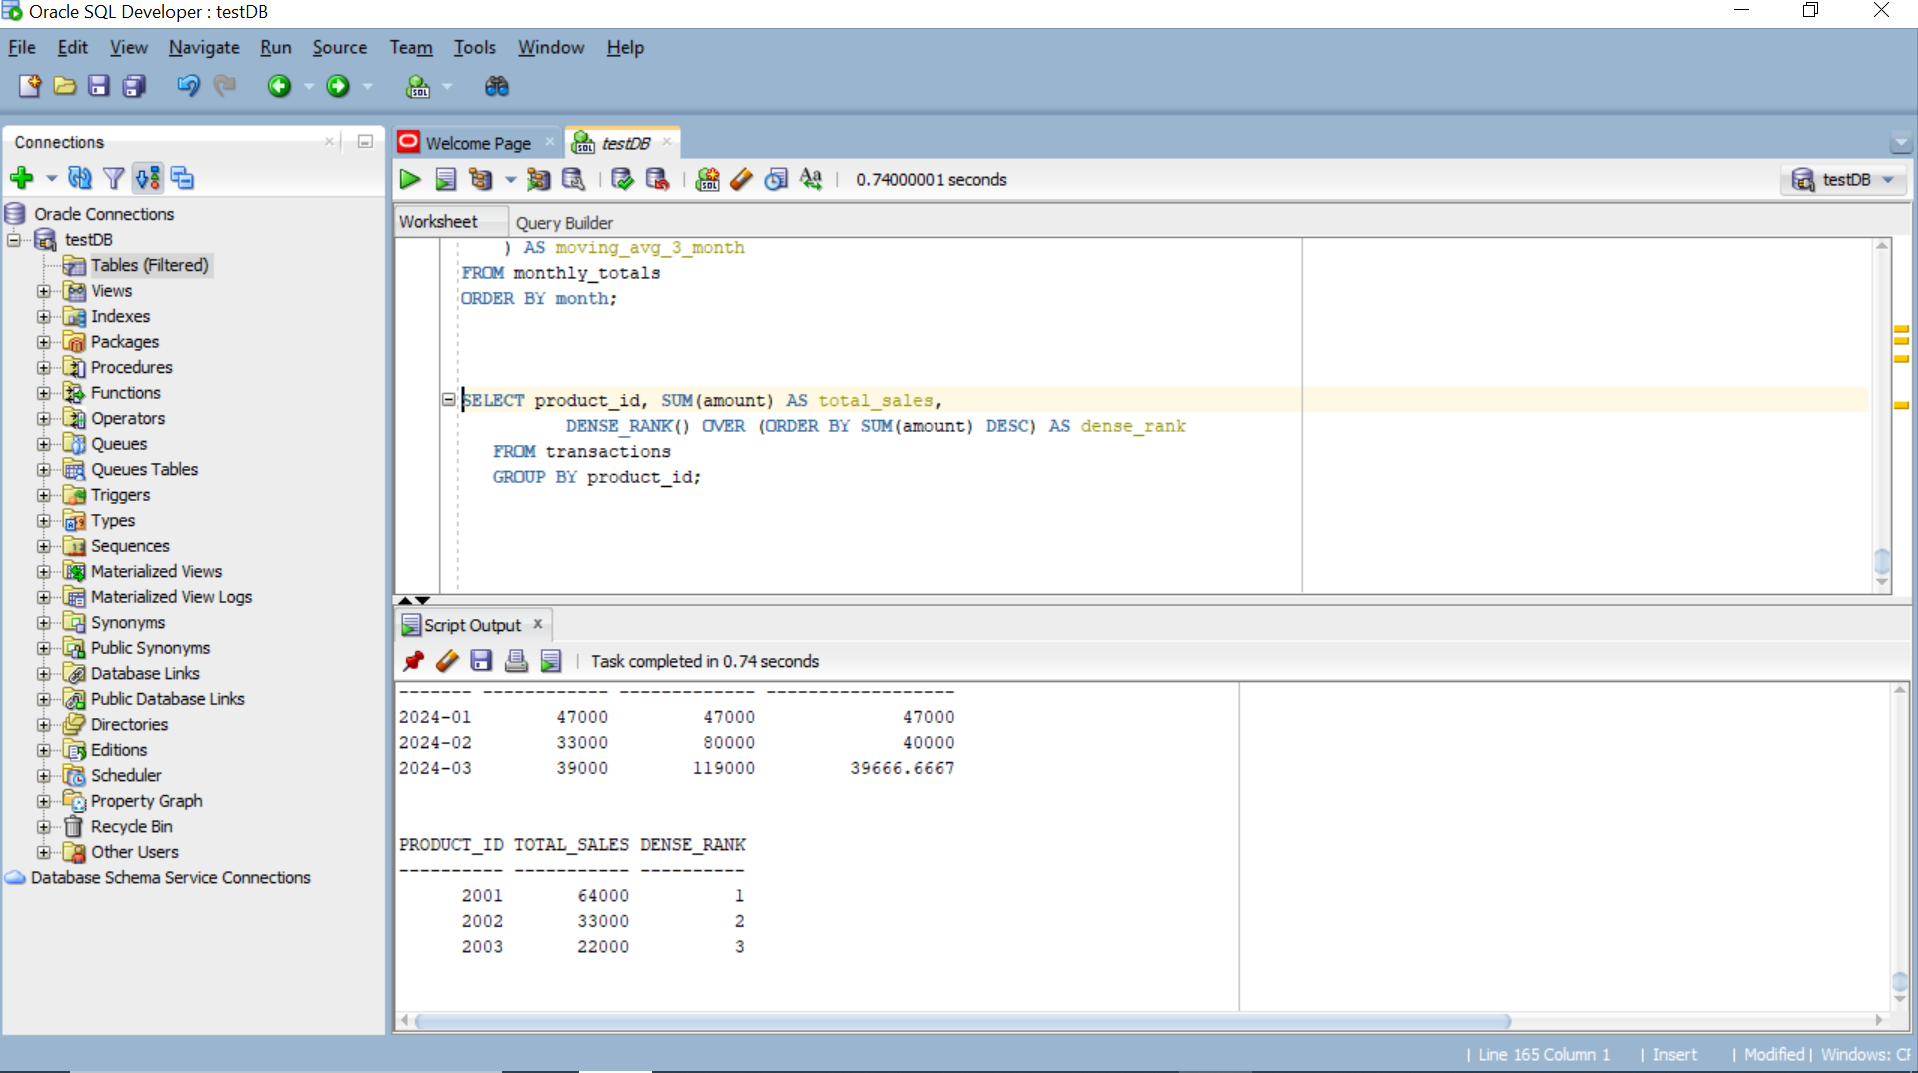 Oracle SQL Developer : testDB
File Edit View Navigate Run Source Team Tools Window Help
Connections
Oracle Connections
testDB
Tables (Filtered)
Views
Indexes
Packages
Procedures
Functions
Operators
Queues
Queues Tables
Triggers
Types
Sequences
Materialized Views
Materialized View Logs
Synonyms
Public Synonyms
Database Links
Public Database Links
Directories
Editions
Scheduler
Property Graph
Recycle Bin
Other Users
Database Schema Service Connections
Welcome Page
testDB
0.74000001 seconds
testDB
Worksheet Query Builder
) AS moving_avg_3_month
FROM monthly_totals
ORDER BY month;
SELECT product_id, SUM(amount) AS total_sales,
DENSE_RANK() OVER (ORDER BY SUM(amount) DESC) AS dense_rank
FROM transactions
GROUP BY product_id;
Script Output
Task completed in 0.74 seconds
------- ------------ ------------- ------------------
2024-01 47000 47000 47000
2024-02 33000 80000 40000
2024-03 39000 119000 39666.6667
PRODUCT_ID TOTAL_SALES DENSE_RANK
---------- ----------- ----------
2001 64000 1
2002 33000 2
2003 22000 3
| Line 165 Column 1 | Insert | Modified | Windows: CF